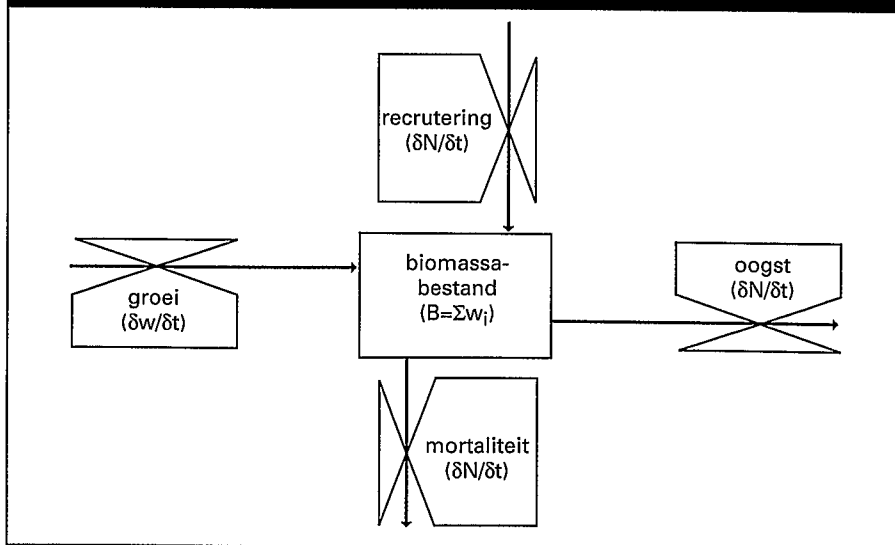 recrutering
(δN/δt)
groei
(δw/δt)
biomassa-
bestand
(B=Σwᵢ)
oogst
(δN/δt)
mortaliteit
(δN/δt)